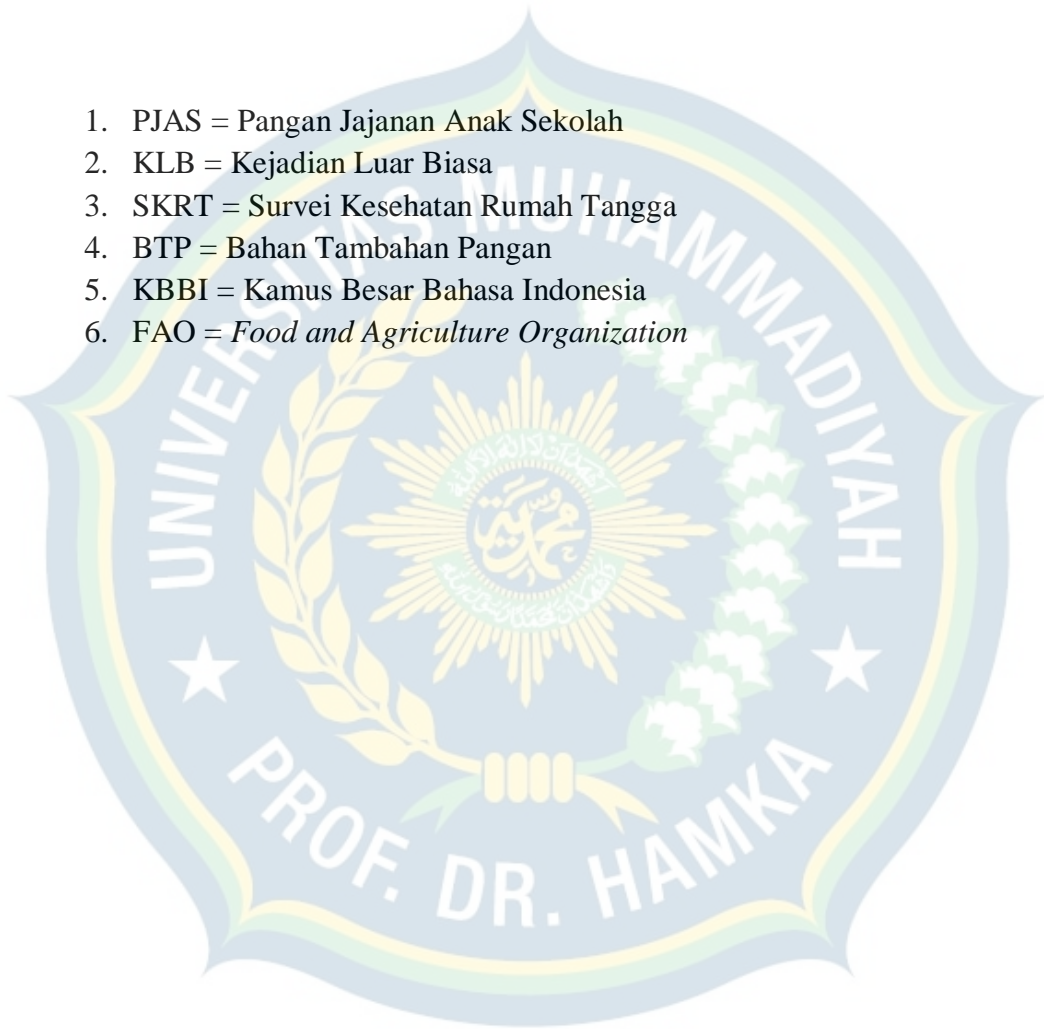 1. PJAS = Pangan Jajanan Anak Sekolah
2. KLB = Kejadian Luar Biasa
3. SKRT = Survei Kesehatan Rumah Tangga
4. BTP = Bahan Tambahan Pangan
5. KBBI = Kamus Besar Bahasa Indonesia
6. FAO = Food and Agriculture Organization
UNIVERSITAS MUHAMMADIYAH
محمدية
PROF. DR. HAMKA